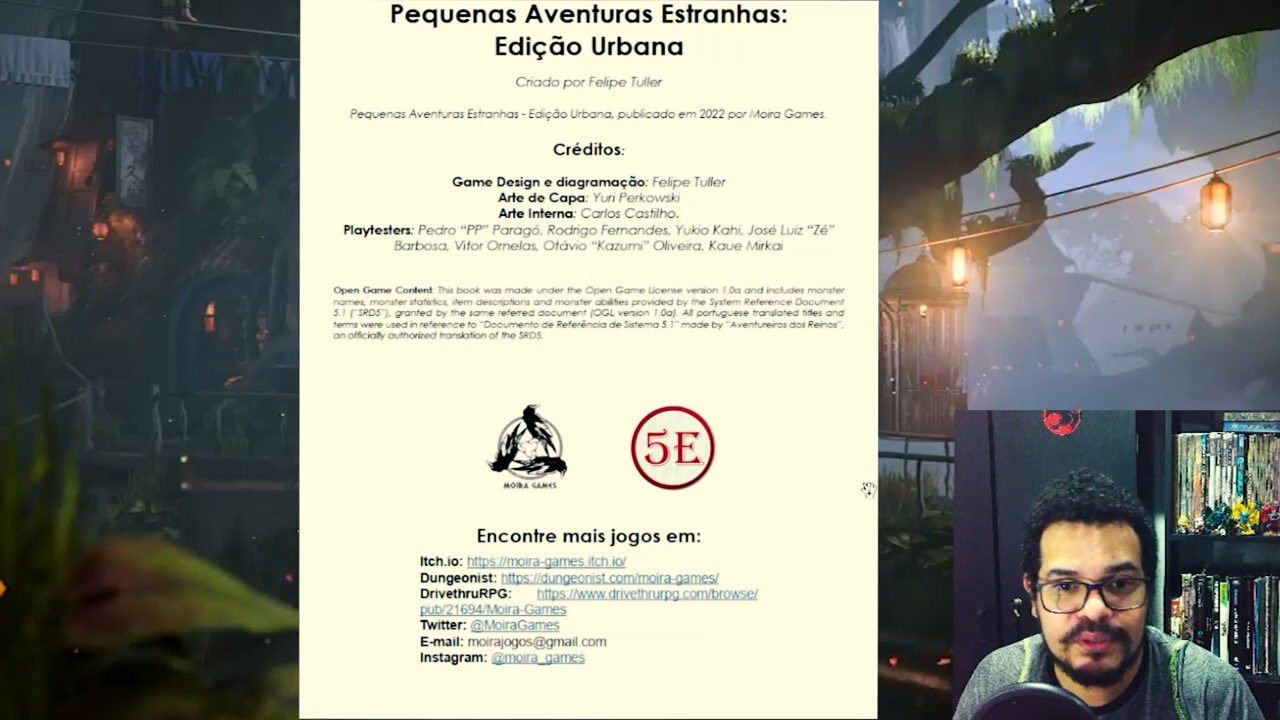 Pequenas Aventuras Estranhas:
Edição Urbana
Criado por Felipe Tuller
Pequenas Aventuras Estranhas - Edição Urbana, publicado em 2022 por Moira Games.
Créditos:
Game Design e diagramação: Felipe Tuller
Arte de Capa: Yuri Perkowski
Arte Interna: Carlos Castilho.
Playtesters: Pedro “PP” Paragó, Rodrigo Fernandes, Yukio Kahi, José Luiz “Zé”
Barbosa, Vitor Ornelas, Otávio “Kazumi” Oliveira, Kaue Mirkai
Open Game Content: This book was made under the Open Game License version 1.0a and includes monster
names, monster statistics, item descriptions and monster abilities provided by the System Reference Document
5.1 (“SRD5”), granted by the same referred document (OGL version 1.0a). All portuguese translated titles and
terms were used in reference to “Documento de Referência de Sistema 5.1” made by “Aventureiros dos Reinos”,
an officially authorized translation of the SRD5.
MOIRA GAMES
5E
Encontre mais jogos em:
Itch.io: https://moira-games.itch.io/
Dungeonist: https://dungeonist.com/moira-games/
DrivethruRPG: https://www.drivethrurpg.com/browse/
pub/21694/Moira-Games
Twitter: @MoiraGames
E-mail: moirajogos@gmail.com
Instagram: @moira_games